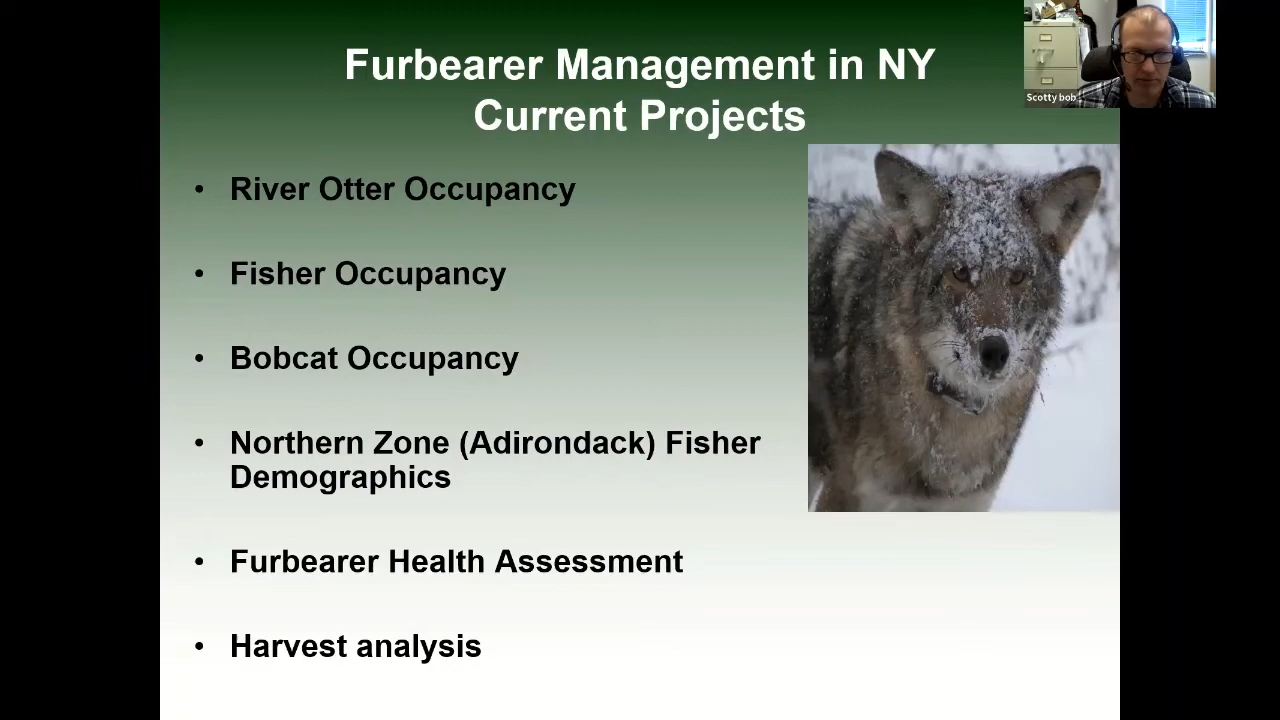 Furbearer Management in NY
Current Projects
Scotty bob
• River Otter Occupancy
• Fisher Occupancy
• Bobcat Occupancy
• Northern Zone (Adirondack) Fisher
Demographics
• Furbearer Health Assessment
• Harvest analysis